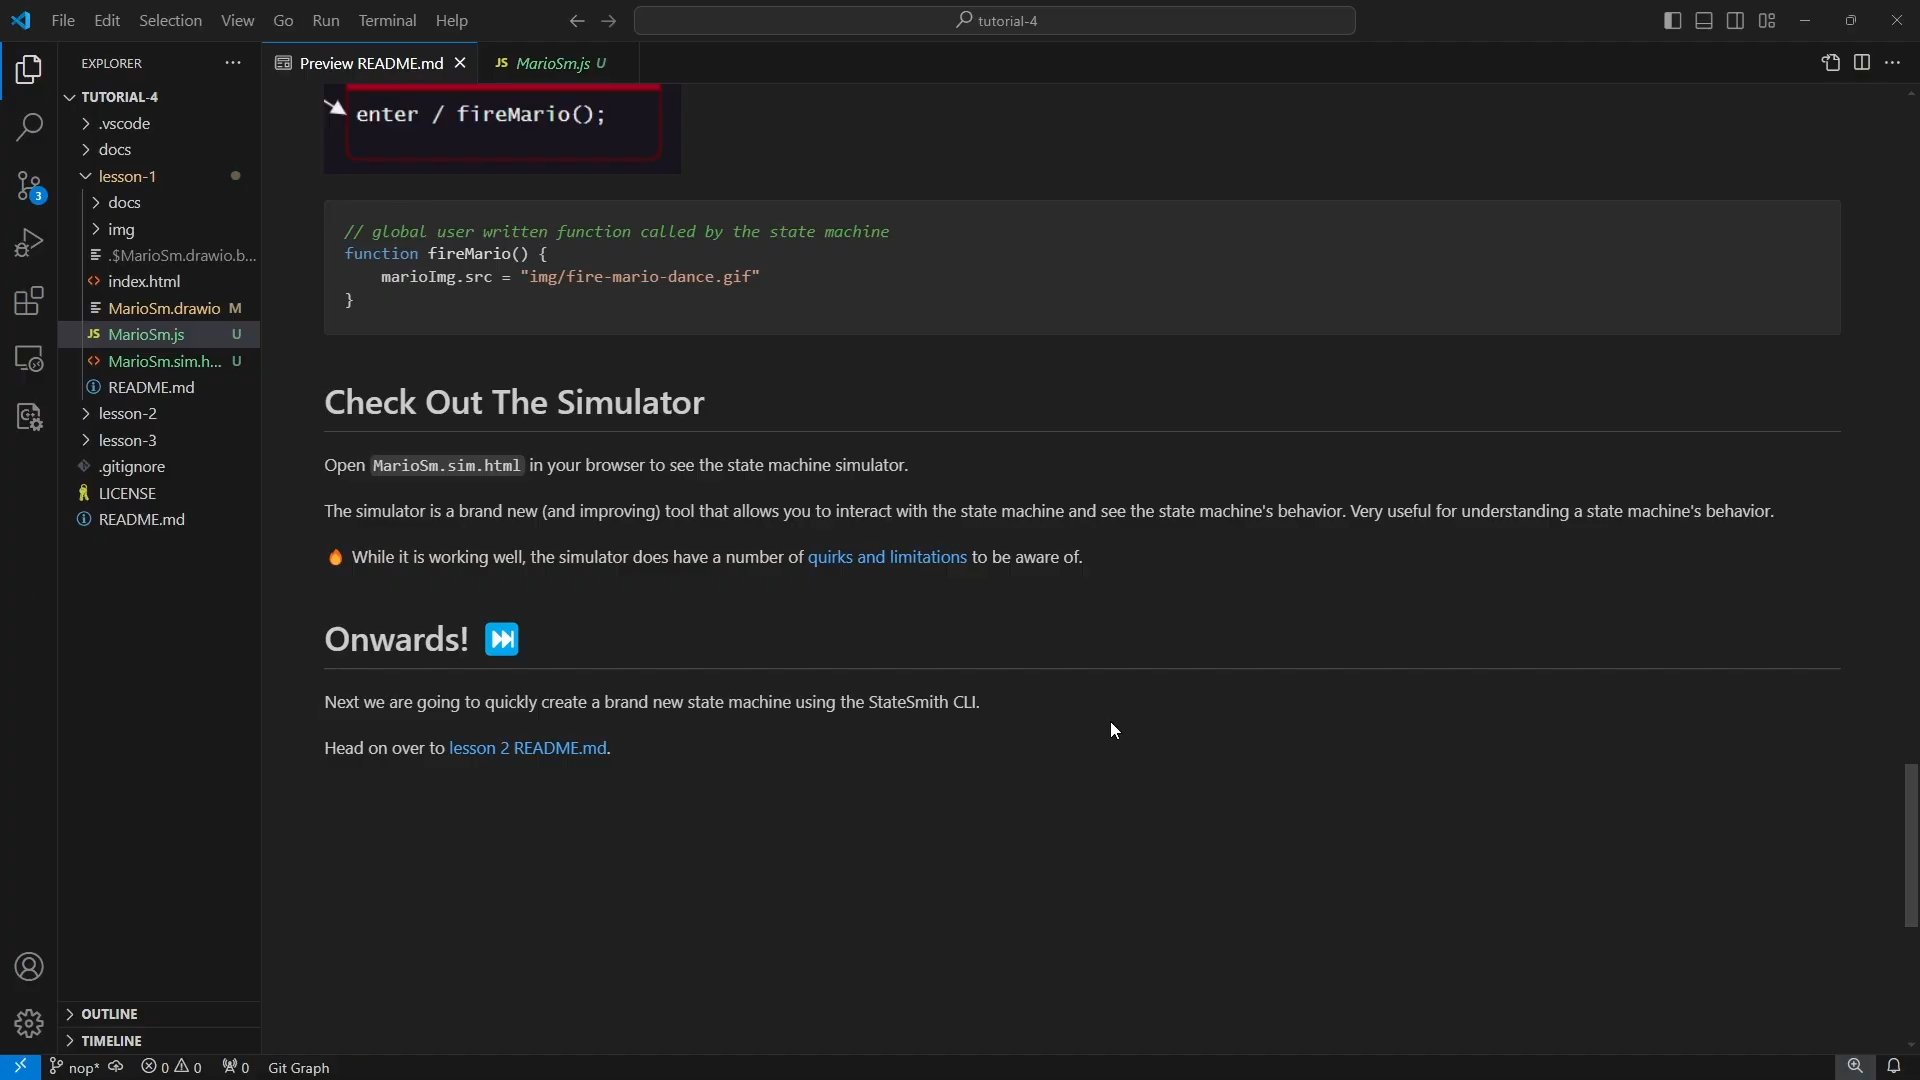 File Edit Selection View Go Run Terminal Help
tutorial-4
EXPLORER
Preview README.md
JS MarioSm.js U
TUTORIAL-4
.vscode
docs
lesson-1
docs
img
.$MarioSm.drawio.b...
index.html
MarioSm.drawio M
JS MarioSm.js U
MarioSm.sim.h... U
README.md
lesson-2
lesson-3
.gitignore
LICENSE
README.md
OUTLINE
TIMELINE
3
enter / fireMario();
// global user written function called by the state machine
function fireMario() {
marioImg.src = "img/fire-mario-dance.gif"
}
Check Out The Simulator
Open MarioSm.sim.html in your browser to see the state machine simulator.
The simulator is a brand new (and improving) tool that allows you to interact with the state machine and see the state machine's behavior. Very useful for understanding a state machine's behavior.
🔥 While it is working well, the simulator does have a number of quirks and limitations to be aware of.
Onwards! ⏭️
Next we are going to quickly create a brand new state machine using the StateSmith CLI.
Head on over to lesson 2 README.md.
nop* 0 0 0 Git Graph